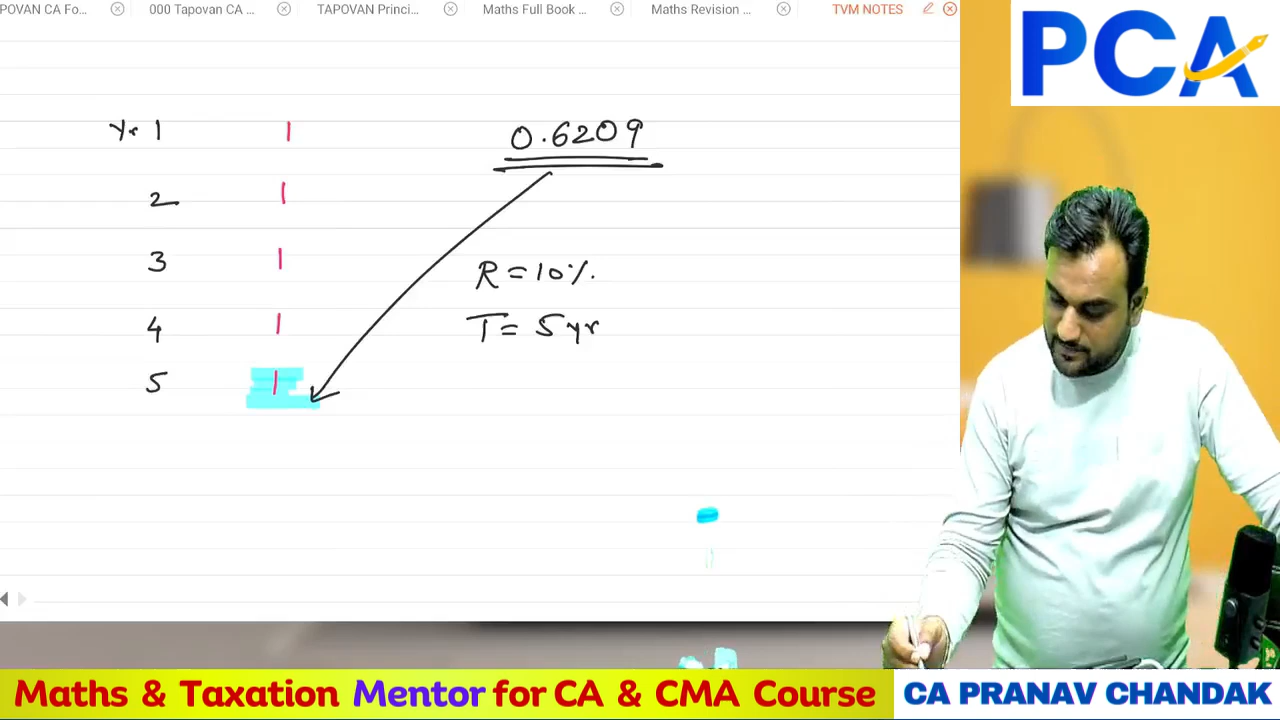 POVAN CA Fo...
000 Tapovan CA ...
TAPOVAN Princi...
Maths Full Book ...
Maths Revision ...
TVM NOTES
PCA
Yr 1 1
0.6209
2 1
3 1
R = 10%.
4 1
T = 5 yr
5 1
Maths & Taxation Mentor for CA & CMA Course
CA PRANAV CHANDAK